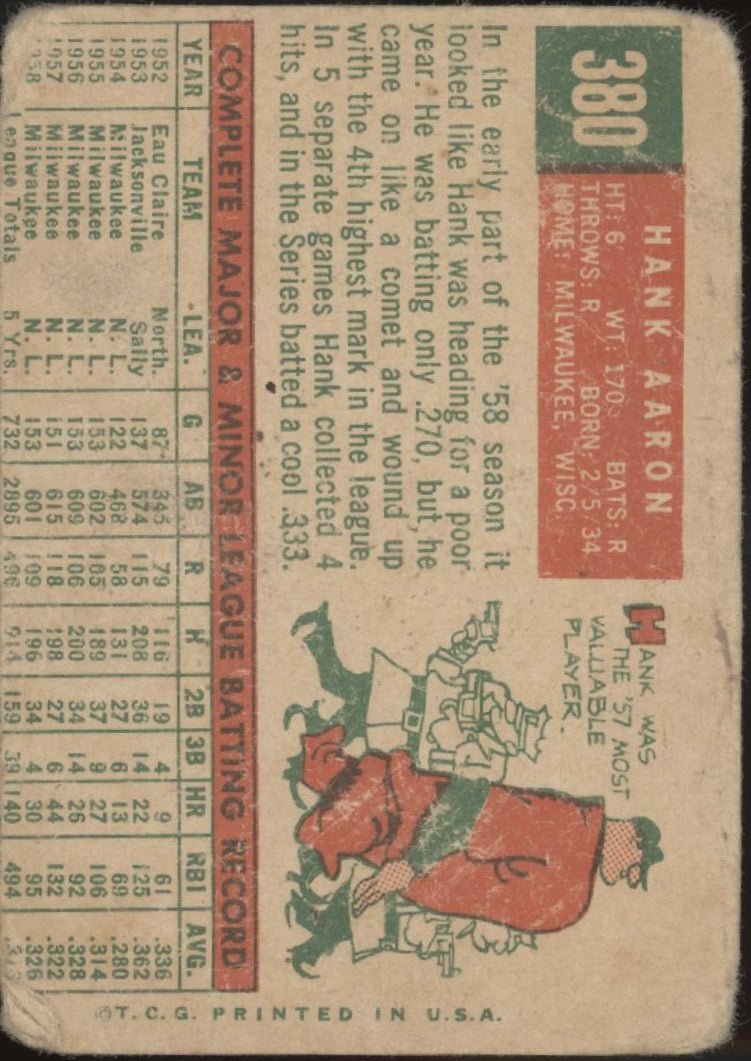 380
HANK AARON
HT: 6 WT: 170 BATS: R
THROWS: R BORN: 2/5/34
HOME: MILWAUKEE, WISC.
In the early part of the '58 season it
looked like Hank was heading for a poor
year. He was batting only .270, but he
came on like a comet and wound up
with the 4th highest mark in the league.
In 5 separate games Hank collected 4
hits, and in the Series batted a cool .333.
HANK WAS
THE '57 MOST
VALUABLE
PLAYER.
COMPLETE MAJOR & MINOR LEAGUE BATTING RECORD
YEAR TEAM LEA. G AB R H 2B 3B HR RBI AVG.
1952 Eau Claire North. 87 345 79 116 19 4 9 61 .336
1953 Jacksonville Sally 137 574 115 208 36 14 22 125 .362
1954 Milwaukee N. L. 122 468 58 131 27 6 13 69 .280
1955 Milwaukee N. L. 153 602 105 189 37 9 27 106 .314
1956 Milwaukee N. L. 153 609 106 200 34 14 26 92 .328
1957 Milwaukee N. L. 151 615 118 198 27 6 44 132 .322
1958 Milwaukee N. L. 153 601 109 196 34 4 30 95 .326
League Totals 5 Yrs. 732 2895 496 914 159 39 140 494
©T. C. G. PRINTED IN U.S.A.